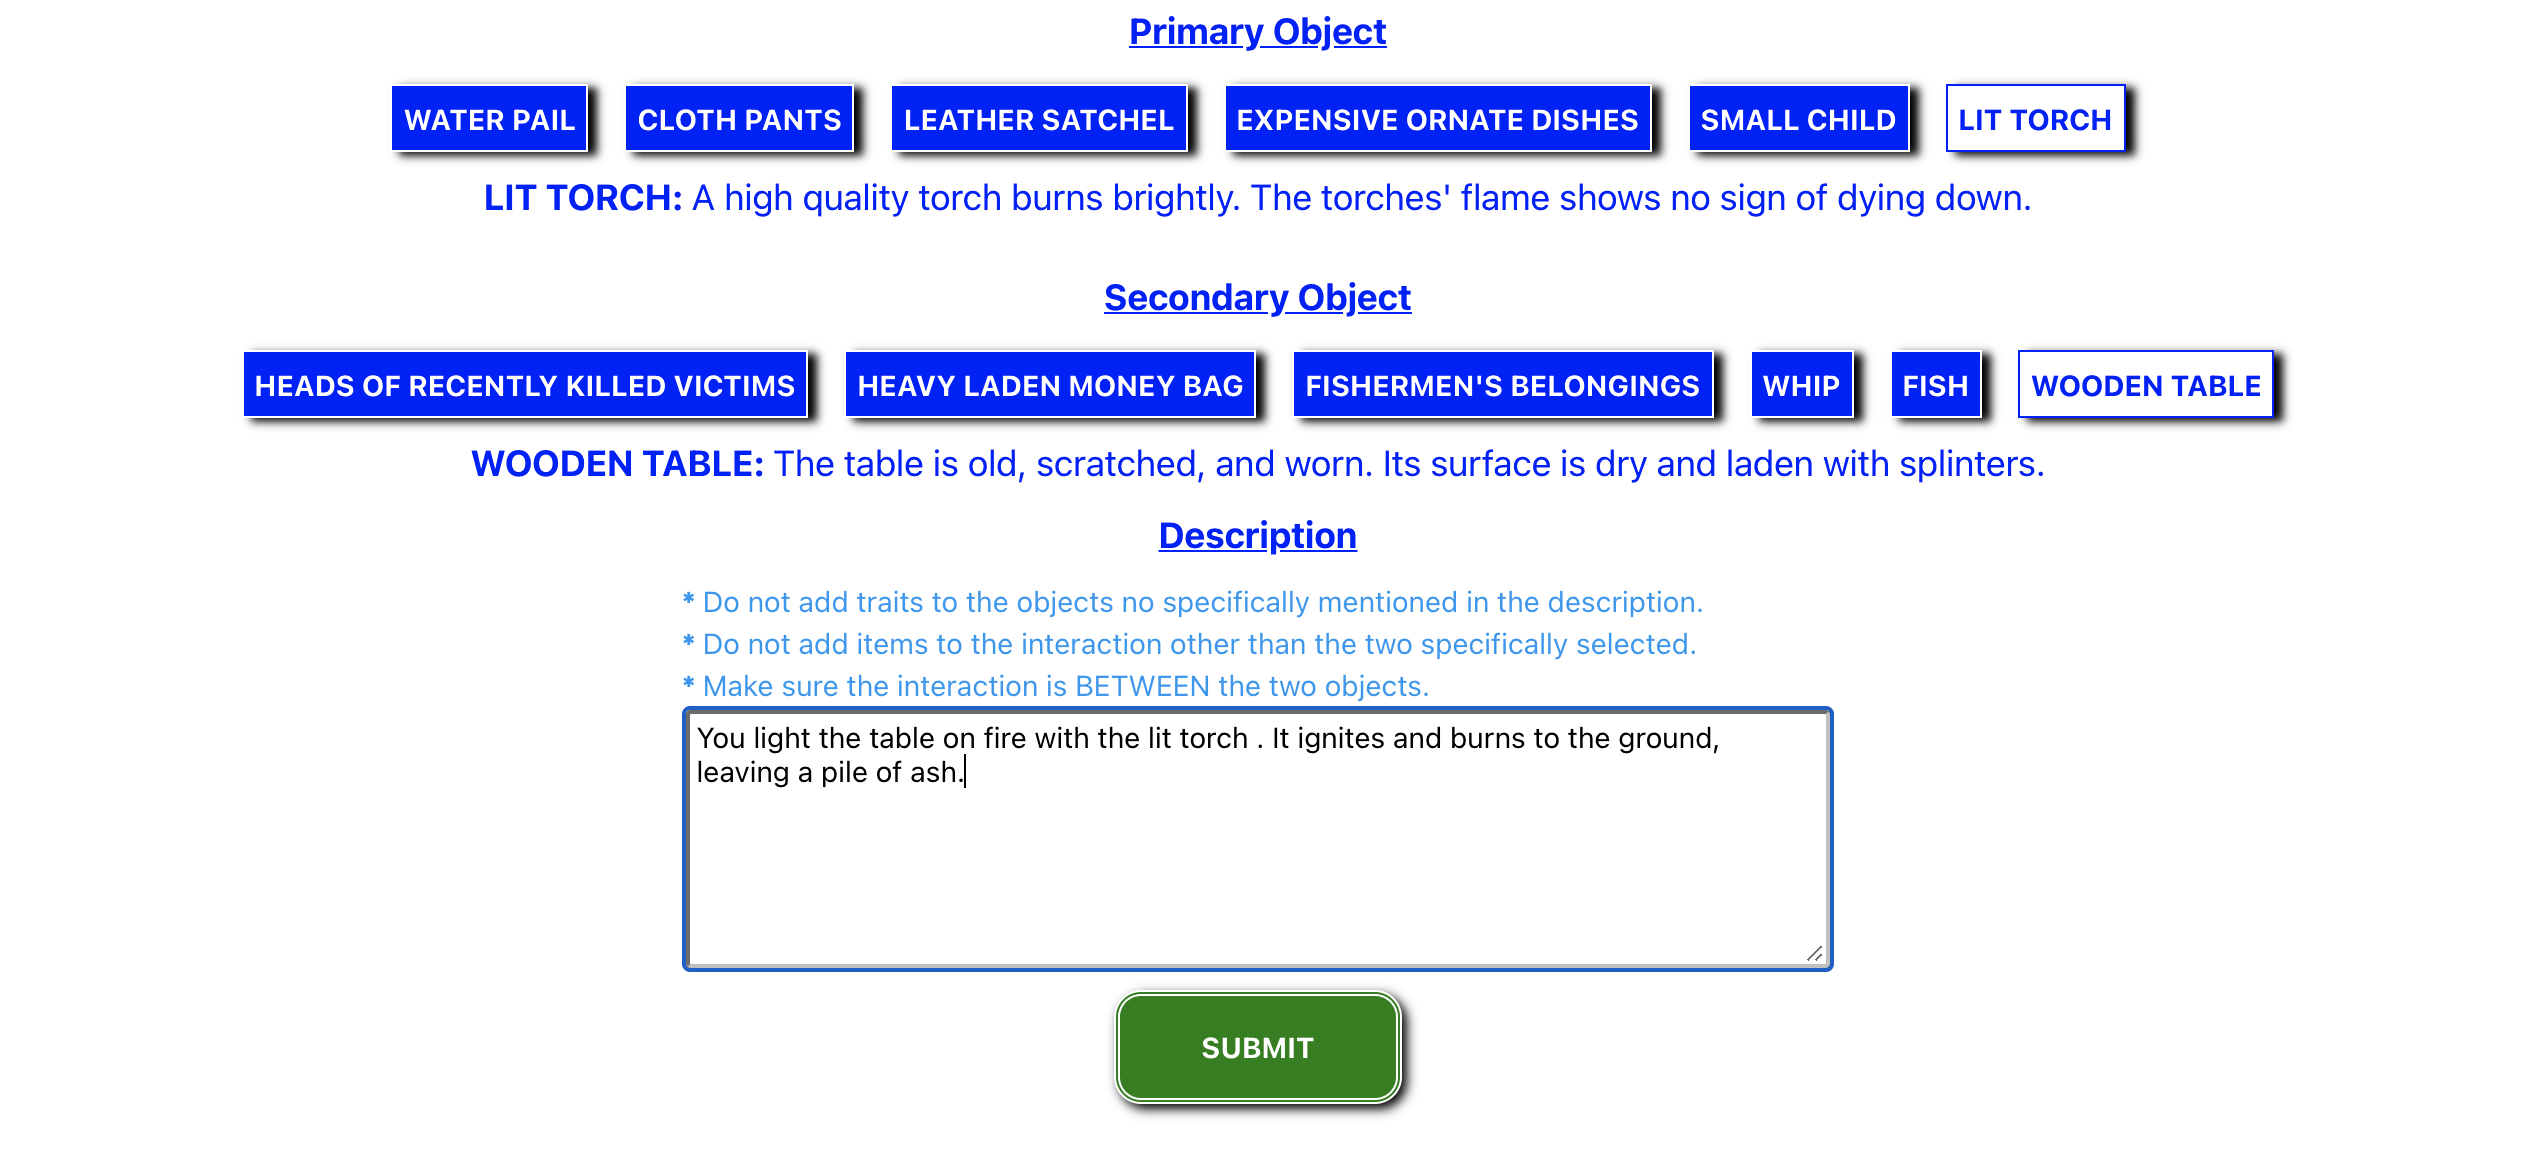 Primary Object
WATER PAIL CLOTH PANTS LEATHER SATCHEL EXPENSIVE ORNATE DISHES SMALL CHILD LIT TORCH
LIT TORCH: A high quality torch burns brightly. The torches' flame shows no sign of dying down.
Secondary Object
HEADS OF RECENTLY KILLED VICTIMS HEAVY LADEN MONEY BAG FISHERMEN'S BELONGINGS WHIP FISH WOODEN TABLE
WOODEN TABLE: The table is old, scratched, and worn. Its surface is dry and laden with splinters.
Description
* Do not add traits to the objects no specifically mentioned in the description.
* Do not add items to the interaction other than the two specifically selected.
* Make sure the interaction is BETWEEN the two objects.
You light the table on fire with the lit torch . It ignites and burns to the ground,
leaving a pile of ash.
SUBMIT